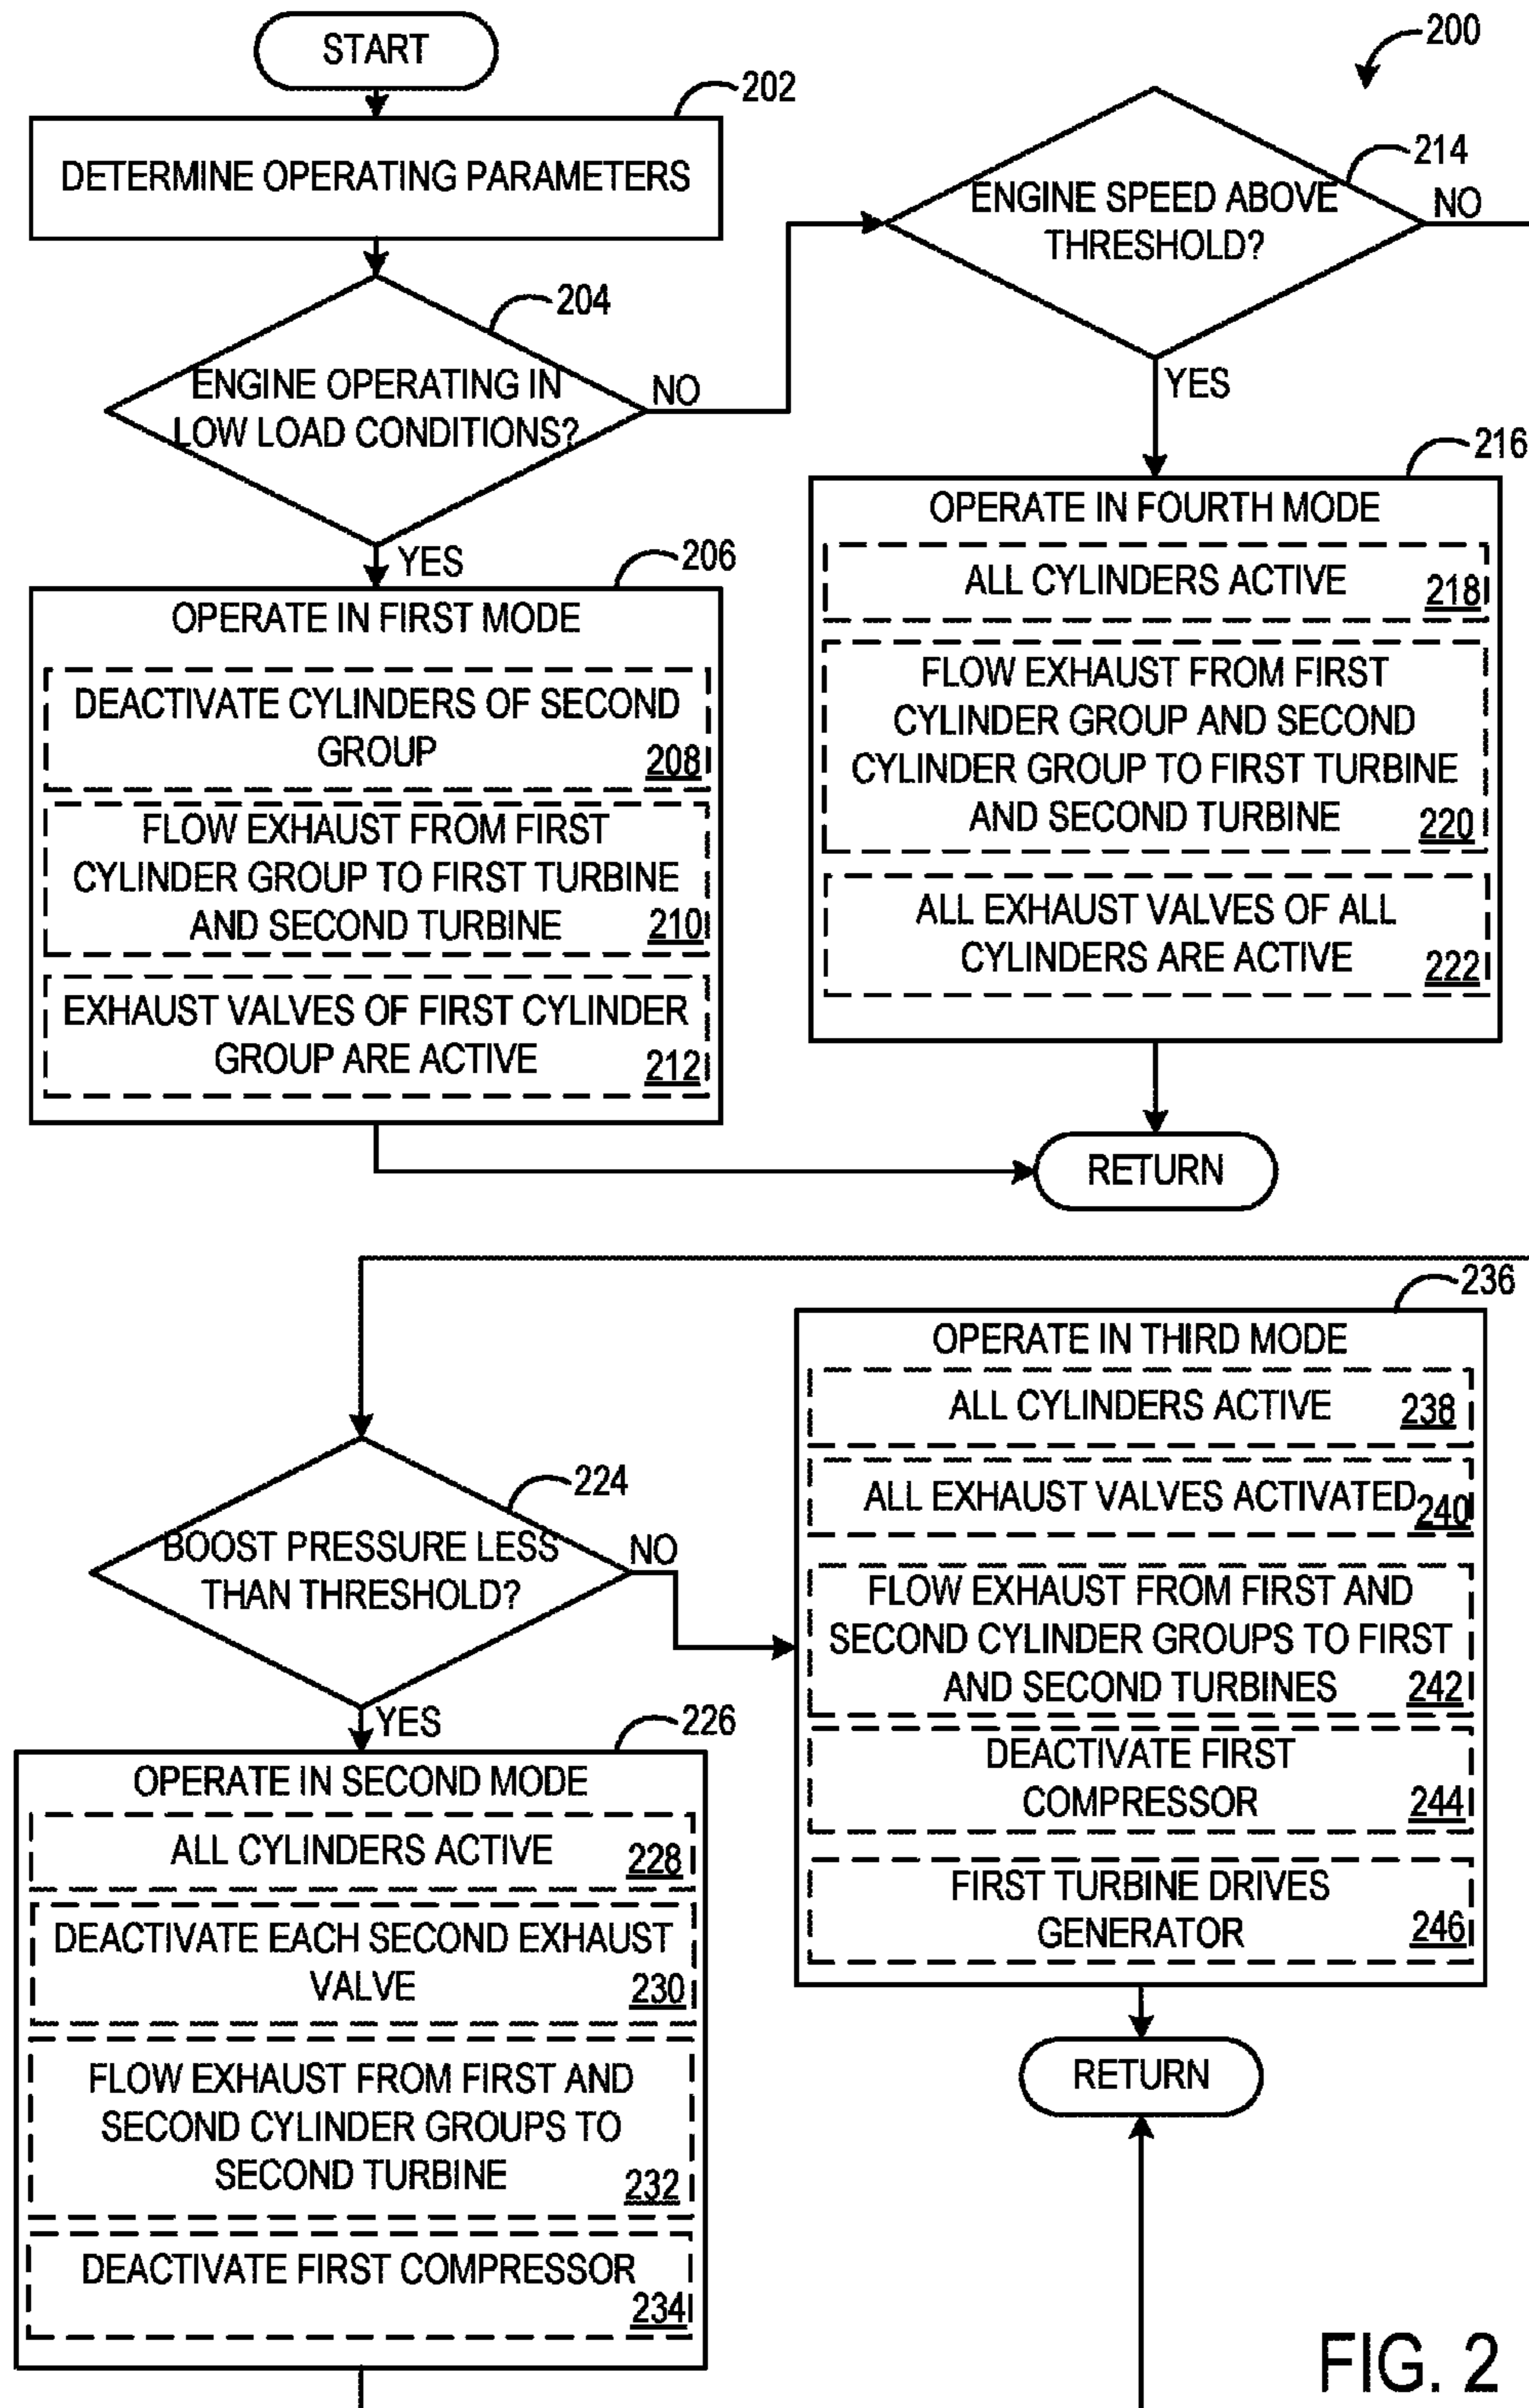 START
200
202
DETERMINE OPERATING PARAMETERS
204
ENGINE OPERATING IN
LOW LOAD CONDITIONS?
NO
YES
206
OPERATE IN FIRST MODE
DEACTIVATE CYLINDERS OF SECOND
GROUP
208
FLOW EXHAUST FROM FIRST
CYLINDER GROUP TO FIRST TURBINE
AND SECOND TURBINE
210
EXHAUST VALVES OF FIRST CYLINDER
GROUP ARE ACTIVE
212
214
ENGINE SPEED ABOVE
THRESHOLD?
NO
YES
216
OPERATE IN FOURTH MODE
ALL CYLINDERS ACTIVE
218
FLOW EXHAUST FROM FIRST
CYLINDER GROUP AND SECOND
CYLINDER GROUP TO FIRST TURBINE
AND SECOND TURBINE
220
ALL EXHAUST VALVES OF ALL
CYLINDERS ARE ACTIVE
222
RETURN
224
BOOST PRESSURE LESS
THAN THRESHOLD?
NO
YES
226
OPERATE IN SECOND MODE
ALL CYLINDERS ACTIVE
228
DEACTIVATE EACH SECOND EXHAUST
VALVE
230
FLOW EXHAUST FROM FIRST AND
SECOND CYLINDER GROUPS TO
SECOND TURBINE
232
DEACTIVATE FIRST COMPRESSOR
234
236
OPERATE IN THIRD MODE
ALL CYLINDERS ACTIVE
238
ALL EXHAUST VALVES ACTIVATED
240
FLOW EXHAUST FROM FIRST AND
SECOND CYLINDER GROUPS TO FIRST
AND SECOND TURBINES
242
DEACTIVATE FIRST
COMPRESSOR
244
FIRST TURBINE DRIVES
GENERATOR
246
RETURN
FIG. 2